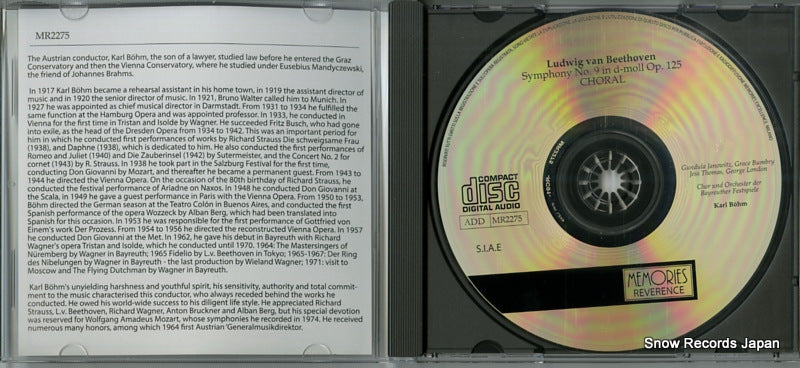 MR2275
The Austrian conductor, Karl Böhm, the son of a lawyer, studied law before he entered the Graz
Conservatory and then the Vienna Conservatory, where he studied under Eusebius Mandyczewski,
the friend of Johannes Brahms.
In 1917 Karl Böhm became a rehearsal assistant in his home town, in 1919 the assistant director of
music and in 1920 the senior director of music. In 1921, Bruno Walter called him to Munich. In
1927 he was appointed as chief musical director in Darmstadt. From 1931 to 1934 he fulfilled the
same function at the Hamburg Opera and was appointed professor. In 1933, he conducted in
Vienna for the first time in Tristan and Isolde by Wagner. He succeeded Fritz Busch, who had gone
into exile, as the head of the Dresden Opera from 1934 to 1942. This was an important period for
him in which he conducted first performances of works by Richard Strauss Die schweigsame Frau
(1938), and Daphne (1938), which is dedicated to him. He also conducted the first performances of
Romeo and Juliet (1940) and Die Zauberinsel (1942) by Sutermeister, and the Concert No. 2 for
cornet (1943) by R. Strauss. In 1938 he took part in the Salzburg Festival for the first time,
conducting Don Giovanni by Mozart, and thereafter he became a permanent guest. From 1943 to
1944 he directed the Vienna Opera. On the occasion of the 80th birthday of Richard Strauss, he
conducted the festival performance of Ariadne on Naxos. In 1948 he conducted Don Giovanni at
the Scala, in 1949 he gave a guest performance in Paris with the Vienna Opera. From 1950 to 1953,
Böhm directed the German season at the Teatro Colón in Buenos Aires, and conducted the first
Spanish performance of the opera Wozzeck by Alban Berg, which had been translated into
Spanish for this occasion. In 1953 he was responsible for the first performance of Gottfried von
Einem's work Der Prozess. From 1954 to 1956 he directed the reconstructed Vienna Opera. In 1957
he conducted Don Giovanni at the Met. In 1962, he gave his debut in Bayreuth with Richard
Wagner's opera Tristan and Isolde, which he conducted until 1970. 1964: The Mastersingers of
Nüremberg by Wagner in Bayreuth; 1965 Fidelio by L.v. Beethoven in Tokyo; 1965-1967: Der Ring
des Nibelungen by Wagner in Bayreuth - the last production by Wieland Wagner; 1971: visit to
Moscow and The Flying Dutchman by Wagner in Bayreuth.
Karl Böhm's unyielding harshness and youthful spirit, his sensitivity, authority and total commit-
ment to the music characterised this conductor, who always receded behind the works he
conducted. He owed his world-wide success to his diligent life style. He appreciated Richard
Strauss, L.v. Beethoven, Richard Wagner, Anton Bruckner and Alban Berg, but his special devotion
was reserved for Wolfgang Amadeus Mozart, whose symphonies he recorded in 1974. He received
numerous many honors, among which 1964 first Austrian 'Generalmusikdirektor.
Ludwig van Beethoven
Symphony No. 9 in d-moll Op. 125
CHORAL
Gundula Janowitz, Grace Bumbry
Jess Thomas, George London
Chor und Orchester der
Bayreuther Festspiele
Karl Böhm
COMPACT
disc
DIGITAL AUDIO
ADD MR2275
S.I.A.E
MEMORIES
REVERENCE
Snow Records Japan